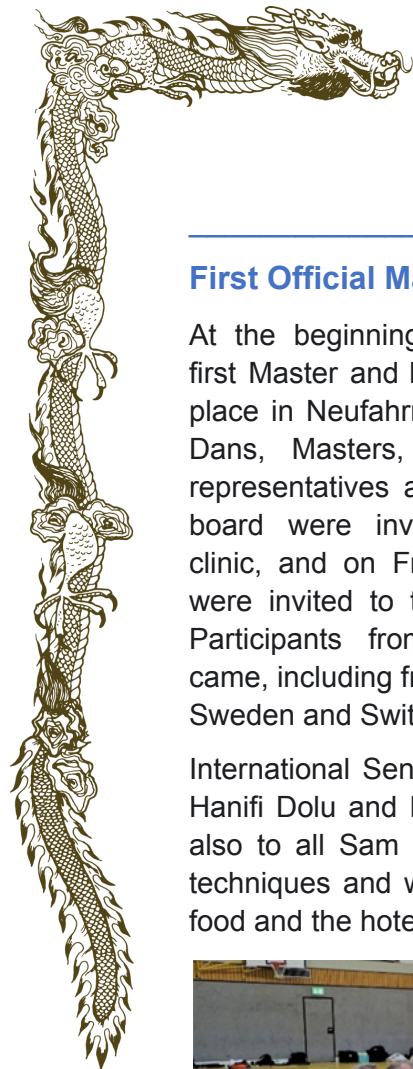 First Official Ma
At the beginning
first Master and
place in Neufahrn
Dans, Masters,
representatives a
board were inv
clinic, and on Fr
were invited to t
Participants from
came, including fr
Sweden and Swit
International Sen
Hanifi Dolu and
also to all Sam
techniques and w
food and the hote